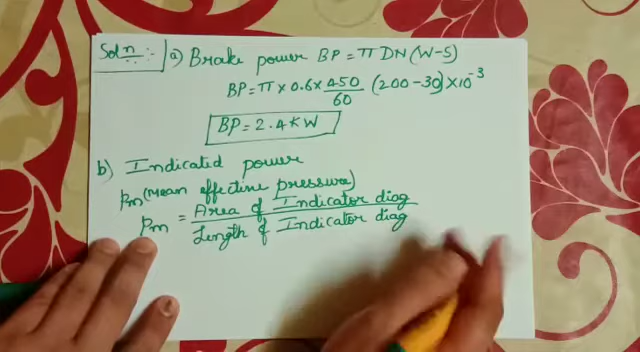 Soln :- a) Brake power BP = π DN (W-S)
BP = π × 0.6 × 450/60 (200-30) × 10⁻³
BP = 2.4 KW
b) Indicated power
Pm (Mean effective pressure)
Pm = Area of Indicator diag / Length of Indicator diag